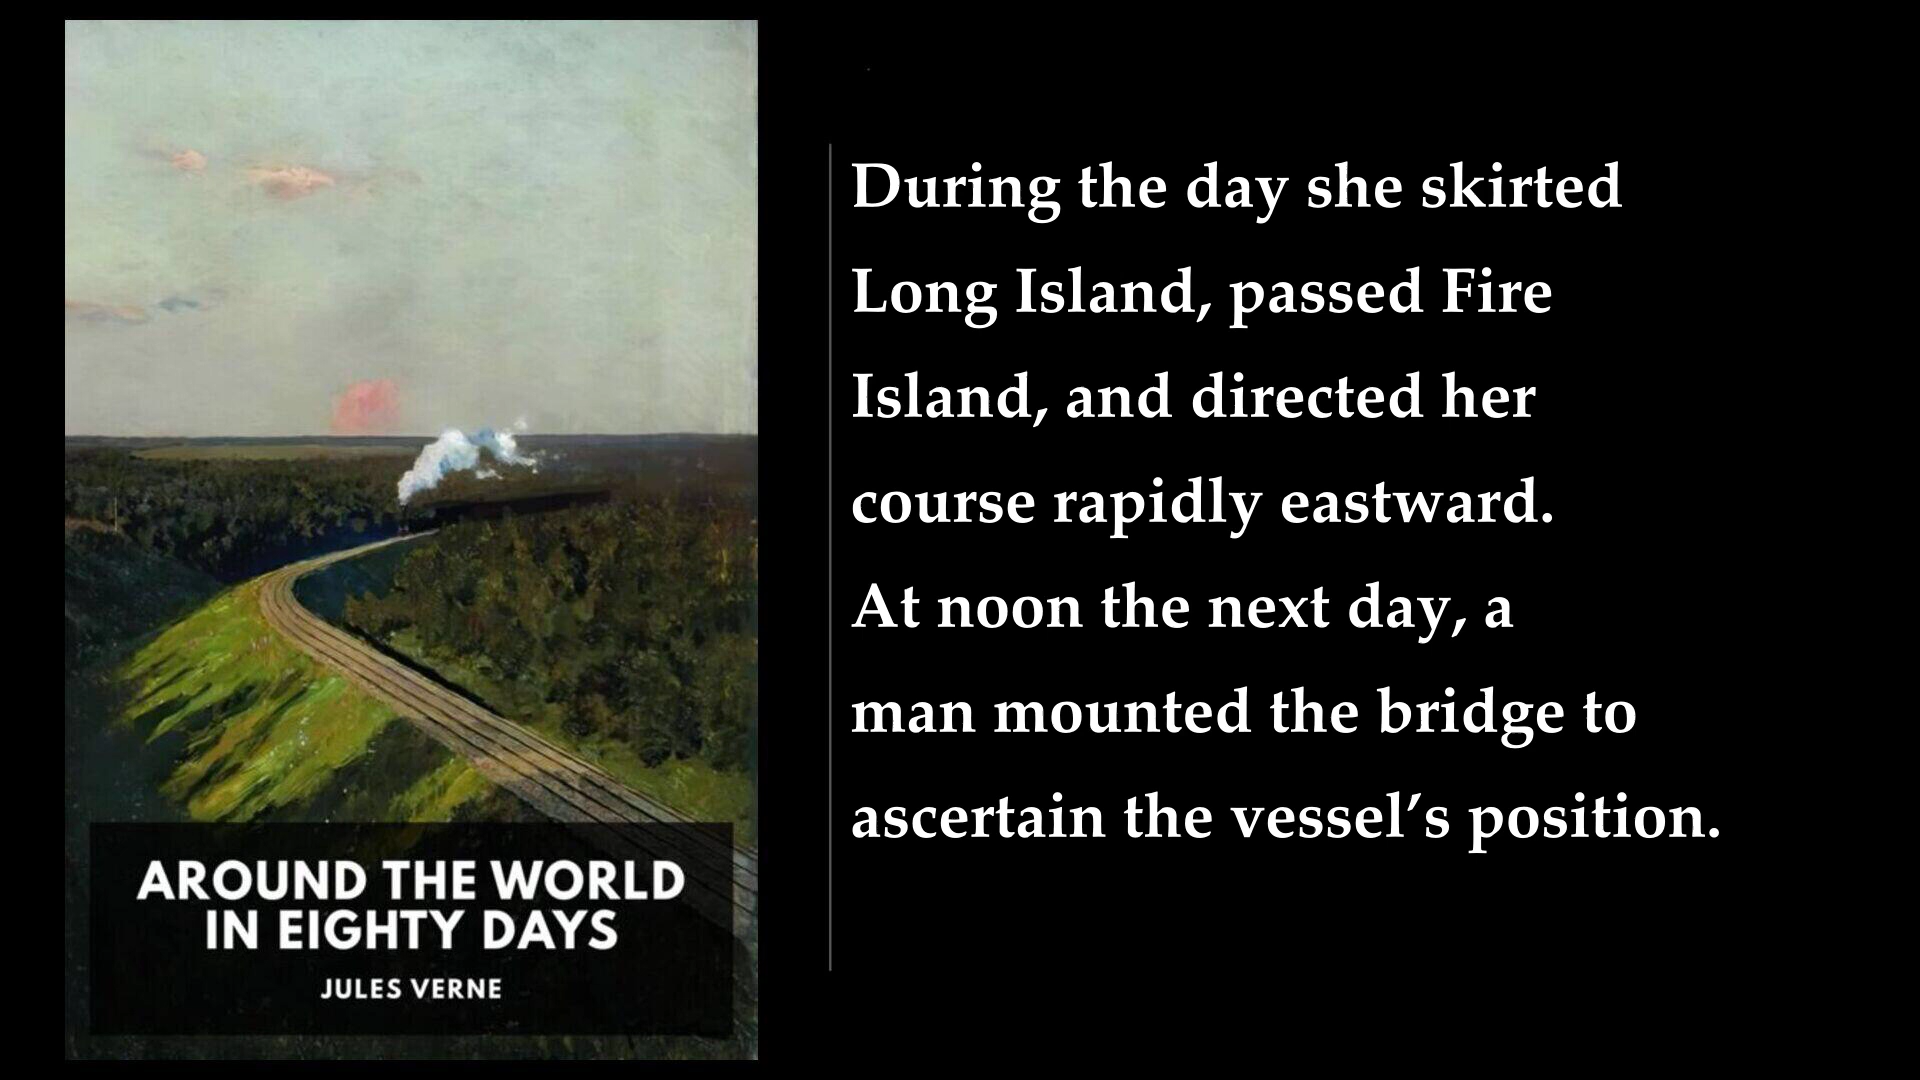 During the day she skirted
Long Island, passed Fire
Island, and directed her
course rapidly eastward.
At noon the next day, a
man mounted the bridge to
ascertain the vessel’s position.
AROUND THE WORLD
IN EIGHTY DAYS
JULES VERNE